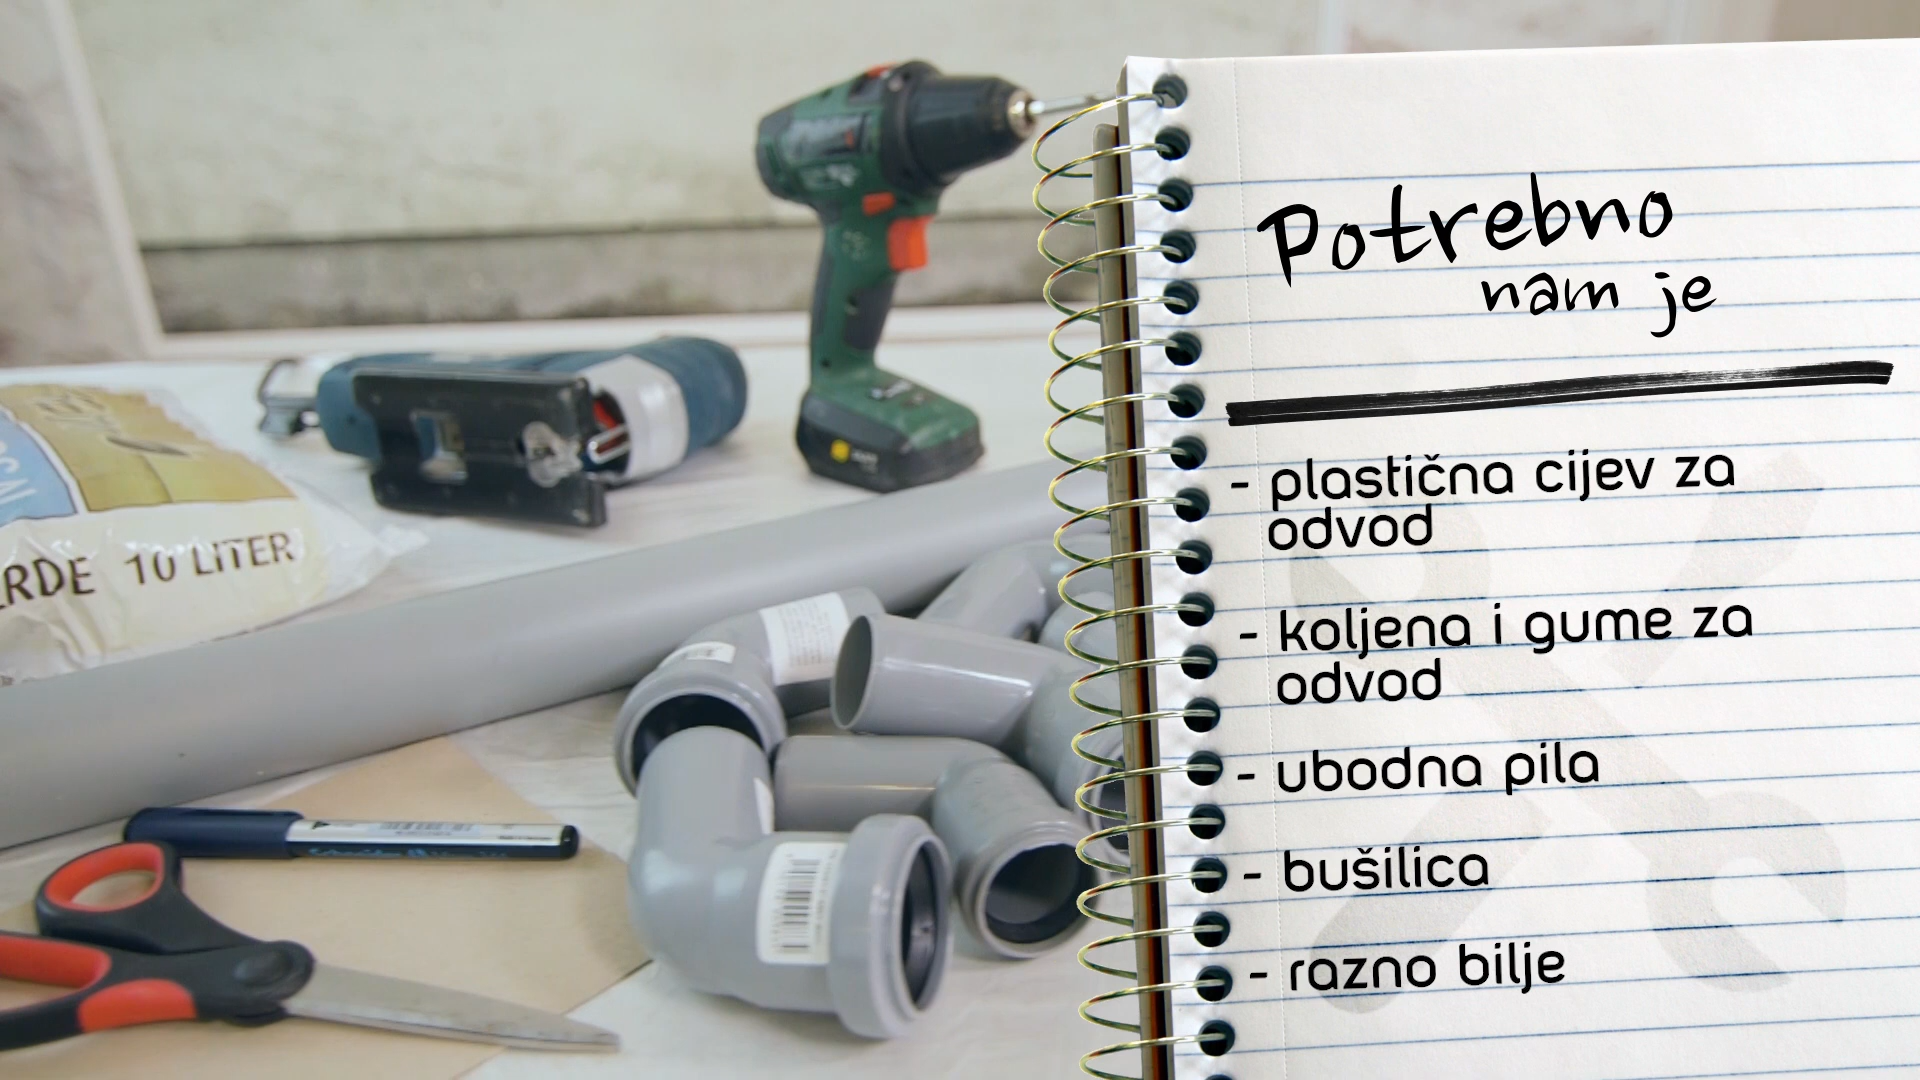 Potrebno
nam je
- plastična cijev za
odvod
- koljena i gume za
odvod
- ubodna pila
- bušilica
- razno bilje
RDE 10 LITER